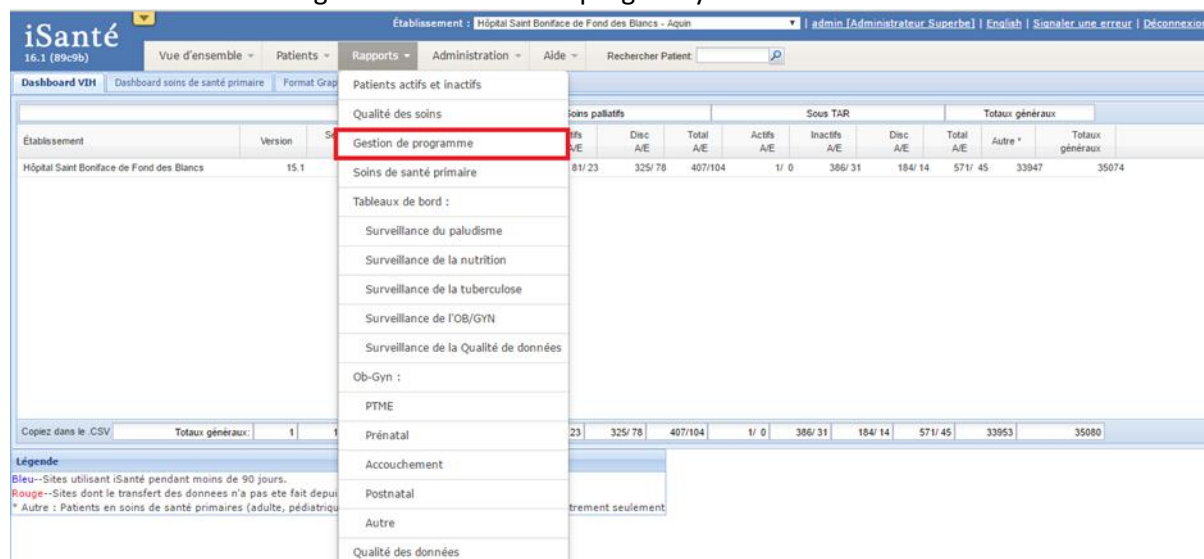 Établissement : Hôpital Saint Boniface de Fond des Blancs - Aquin | admin [Administrateur Superbe] | English | Signaler une erreur | Déconnexion
iSanté
16.1 (89c9b)
Vue d'ensemble Patients Rapports Administration Aide Rechercher Patient:
Dashboard VIH Dashboard soins de santé primaire Format Grap
Patients actifs et inactifs
Qualité des soins
Gestion de programme
Soins de santé primaire
Tableaux de bord :
Surveillance du paludisme
Surveillance de la nutrition
Surveillance de la tuberculose
Surveillance de l'OB/GYN
Surveillance de la Qualité de données
Ob-Gyn :
PTME
Prénatal
Accouchement
Postnatal
Autre
Qualité des données
Soins palliatifs Sous TAR Totaux généraux
Établissement Version Disc A/E Total A/E Actifs A/E Inactifs A/E Disc A/E Total A/E Autre * Totaux généraux
Hôpital Saint Boniface de Fond des Blancs 15.1 81/ 23 325/ 78 407/104 1/ 0 386/ 31 184/ 14 571/ 45 33947 35074
Copiez dans le .CSV Totaux généraux: 1 23 325/ 78 407/104 1/ 0 386/ 31 184/ 14 571/ 45 33953 35080
Légende
Bleu--Sites utilisant iSanté pendant moins de 90 jours.
Rouge--Sites dont le transfert des donnees n'a pas ete fait depui
* Autre : Patients en soins de santé primaires (adulte, pédiatriqu trement seulement